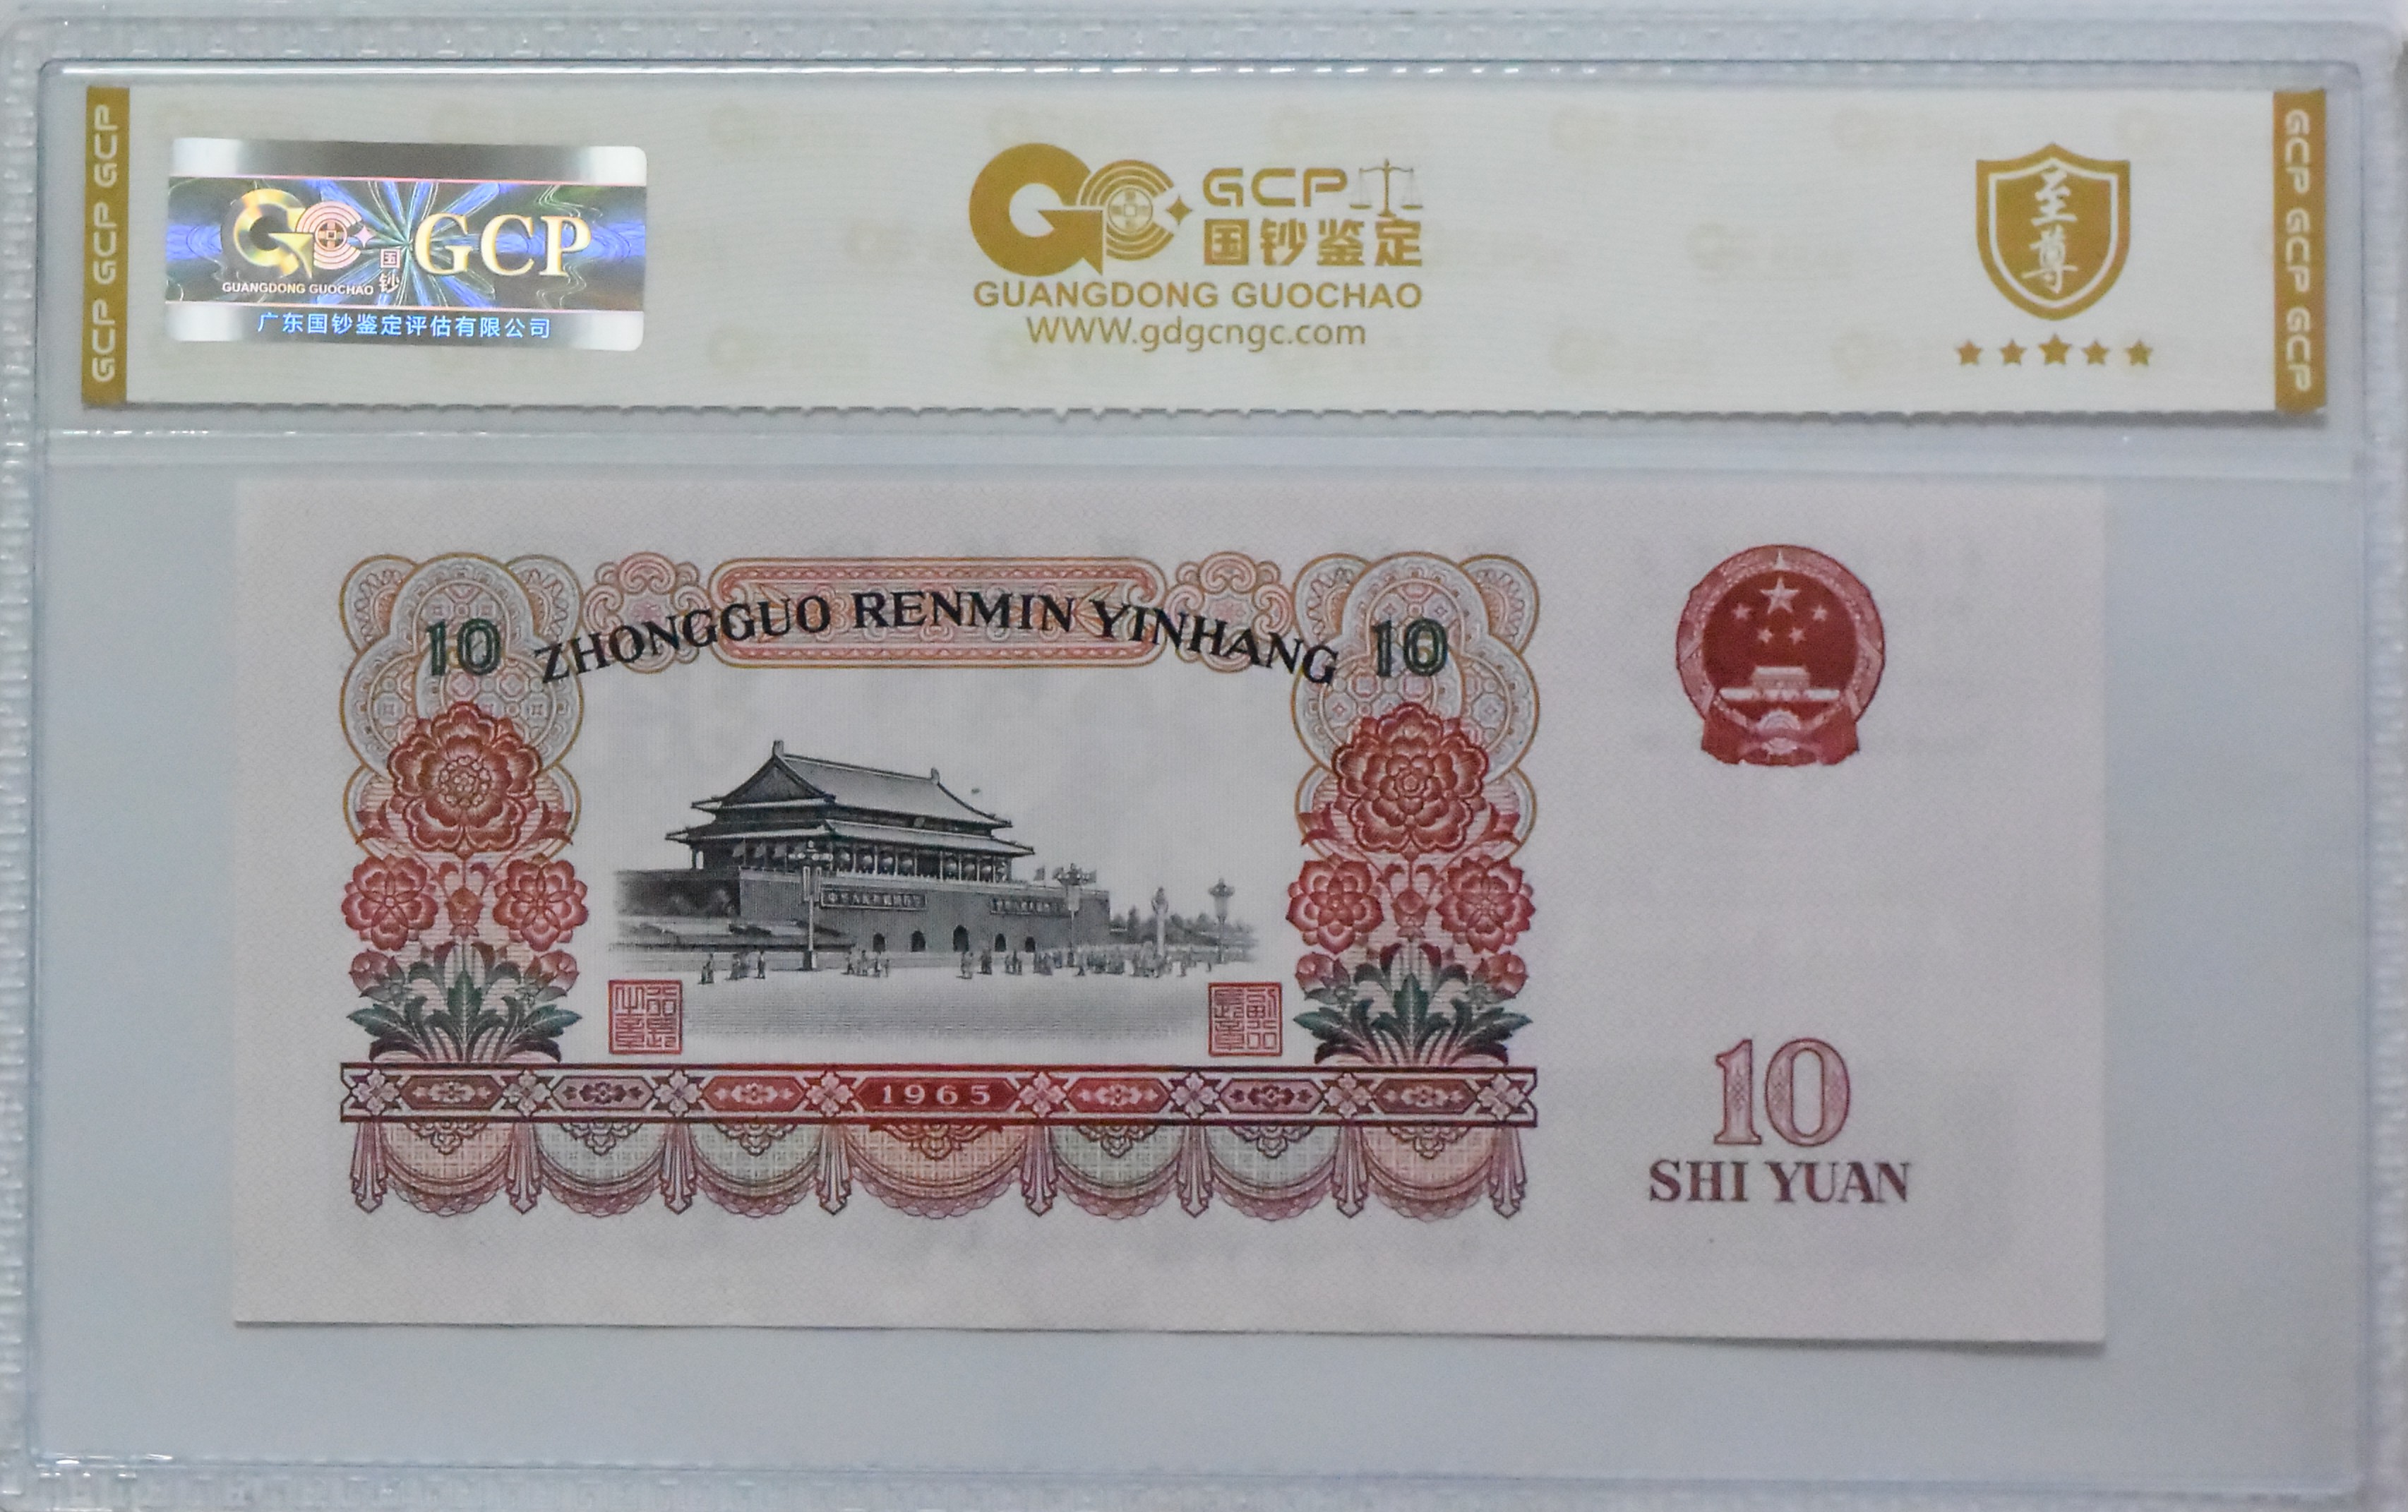 GCP GCP GCP
GCP
国钞
GUANGDONG GUOCHAO
广东国钞鉴定评估有限公司
GCP
国钞鉴定
GUANGDONG GUOCHAO
WWW.gdgcngc.com
至尊
GCP GCP GCP
10 ZHONGGUO RENMIN YINHANG 10
1965
10
SHI YUAN